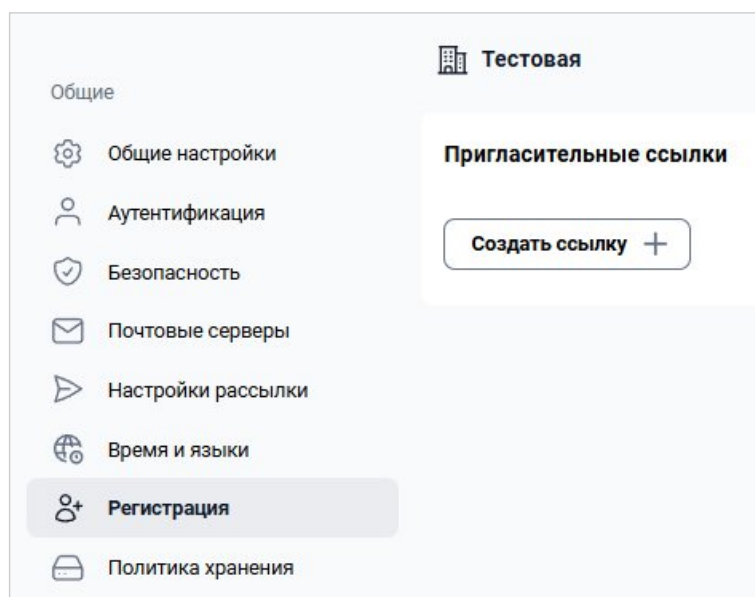 Общие
Общие настройки
Аутентификация
Безопасность
Почтовые серверы
Настройки рассылки
Время и языки
Регистрация
Политика хранения
Тестовая
Пригласительные ссылки
Создать ссылку